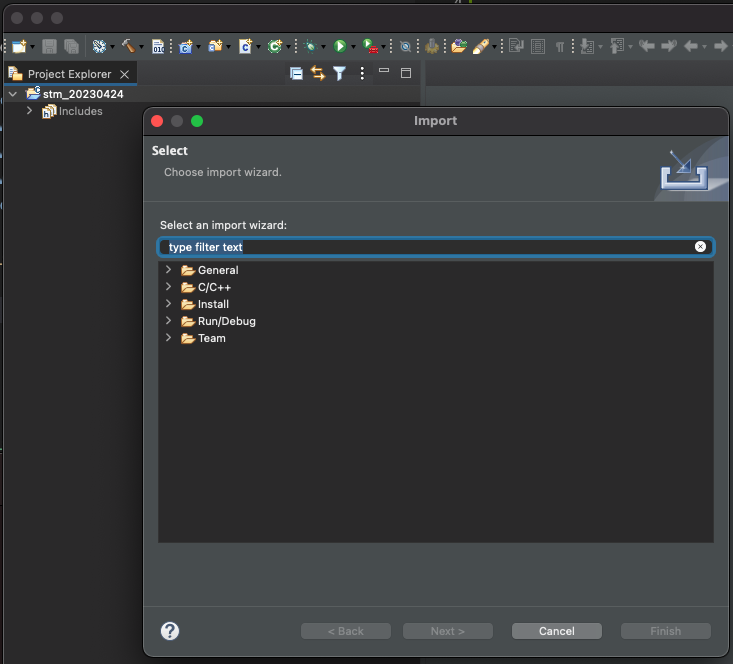 010
Project Explorer
stm_20230424
Includes
Import
Select
Choose import wizard.
Select an import wizard:
type filter text
General
C/C++
Install
Run/Debug
Team
< Back
Next >
Cancel
Finish